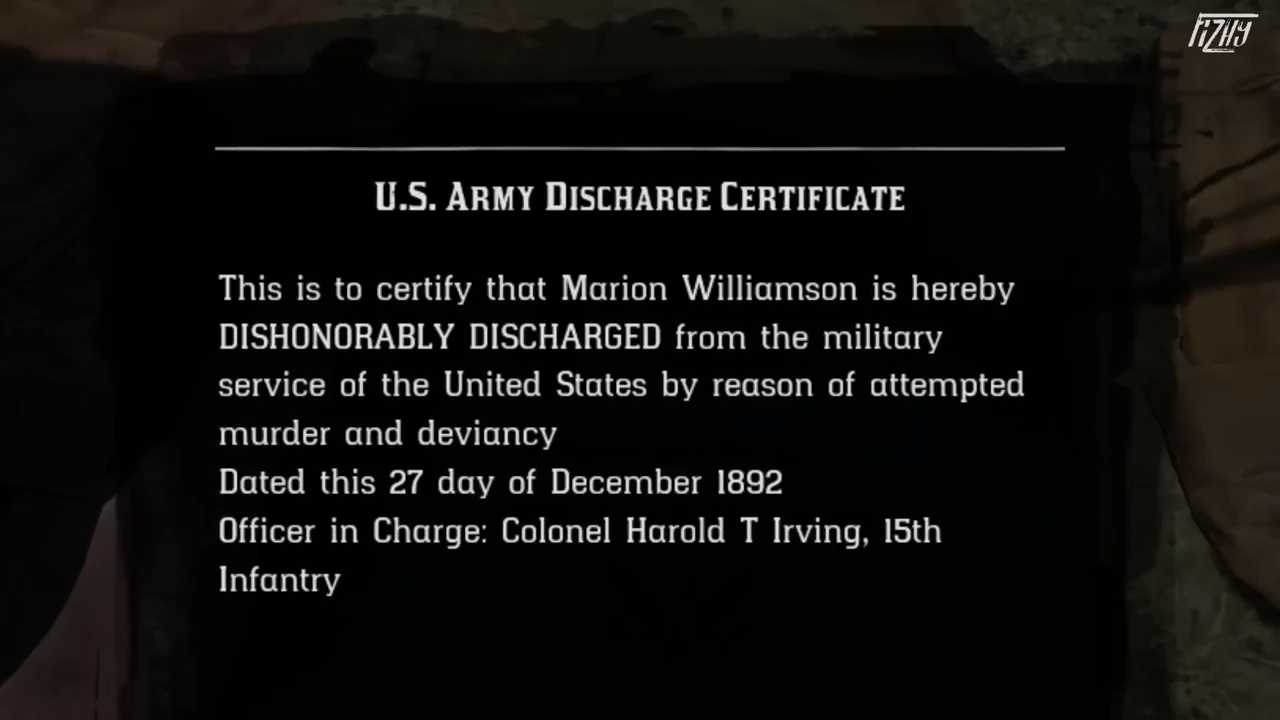 FIZHY
U.S. ARMY DISCHARGE CERTIFICATE
This is to certify that Marion Williamson is hereby
DISHONORABLY DISCHARGED from the military
service of the United States by reason of attempted
murder and deviancy
Dated this 27 day of December 1892
Officer in Charge: Colonel Harold T Irving, 15th
Infantry